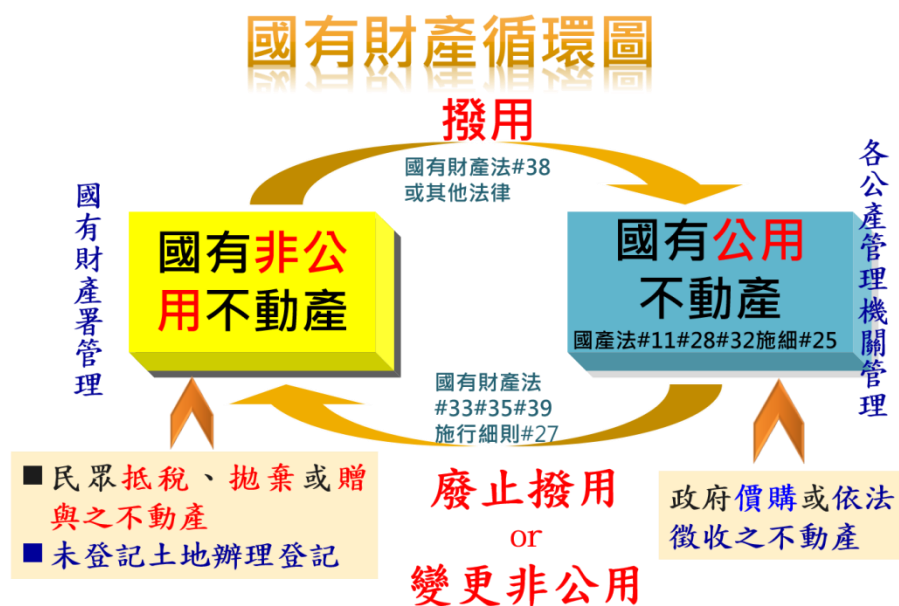 國有財產循環圖
撥用
國有財產法#38
或其他法律
國有財產署管理
國有非公
用不動產
國有公用
不動產
國產法#11#28#32施細#25
各公產管理機關管理
國有財產法
#33#35#39
施行細則#27
■民眾抵稅、拋棄或贈
與之不動產
■未登記土地辦理登記
廢止撥用
or
變更非公用
政府價購或依法
徵收之不動產